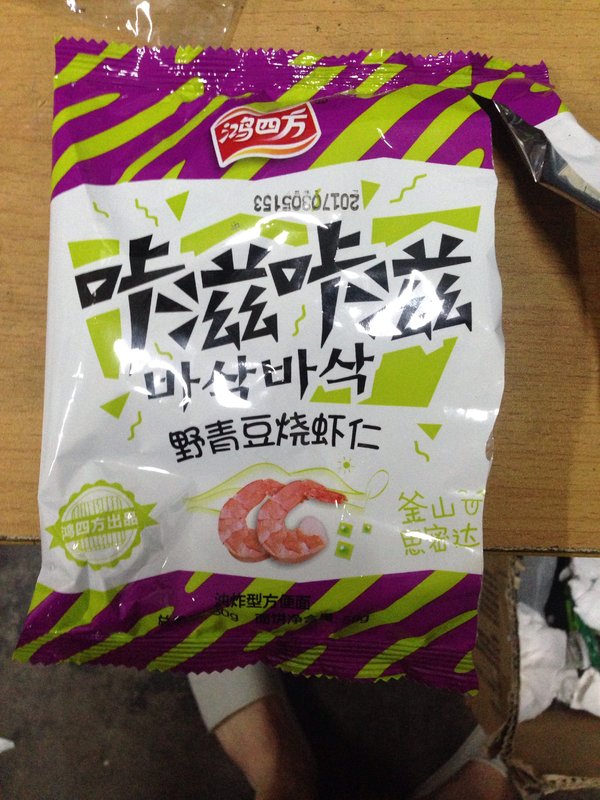 鸿四方
20170305153
咔滋咔滋
바삭바삭
野青豆烧虾仁
釜山
思密达
鸿四方出品
油炸型方便面